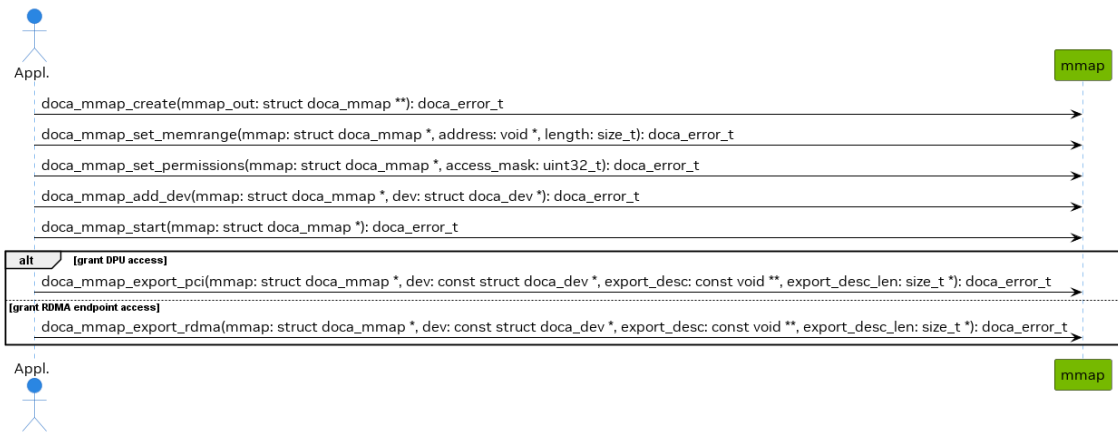 Appl.
mmap
doca_mmap_create(mmap_out: struct doca_mmap **): doca_error_t
doca_mmap_set_memrange(mmap: struct doca_mmap *, address: void *, length: size_t): doca_error_t
doca_mmap_set_permissions(mmap: struct doca_mmap *, access_mask: uint32_t): doca_error_t
doca_mmap_add_dev(mmap: struct doca_mmap *, dev: struct doca_dev *): doca_error_t
doca_mmap_start(mmap: struct doca_mmap *): doca_error_t
alt [grant DPU access]
doca_mmap_export_pci(mmap: struct doca_mmap *, dev: const struct doca_dev *, export_desc: const void **, export_desc_len: size_t *): doca_error_t
[grant RDMA endpoint access]
doca_mmap_export_rdma(mmap: struct doca_mmap *, dev: const struct doca_dev *, export_desc: const void **, export_desc_len: size_t *): doca_error_t
Appl.
mmap